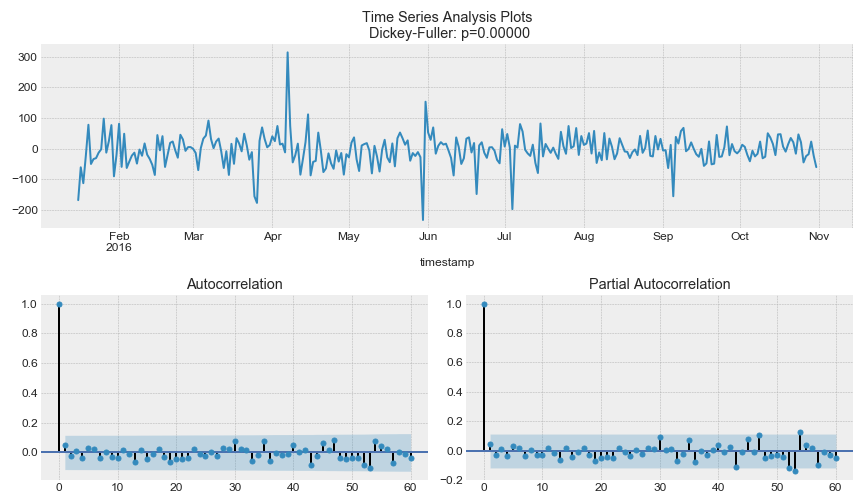 Time Series Analysis Plots
Dickey-Fuller: p=0.00000
300
200
100
0
−100
−200
Feb Mar Apr May Jun Jul Aug Sep Oct Nov
2016
timestamp
Autocorrelation
1.0
0.8
0.6
0.4
0.2
0.0
0 10 20 30 40 50 60
Partial Autocorrelation
1.0
0.8
0.6
0.4
0.2
0.0
−0.2
0 10 20 30 40 50 60